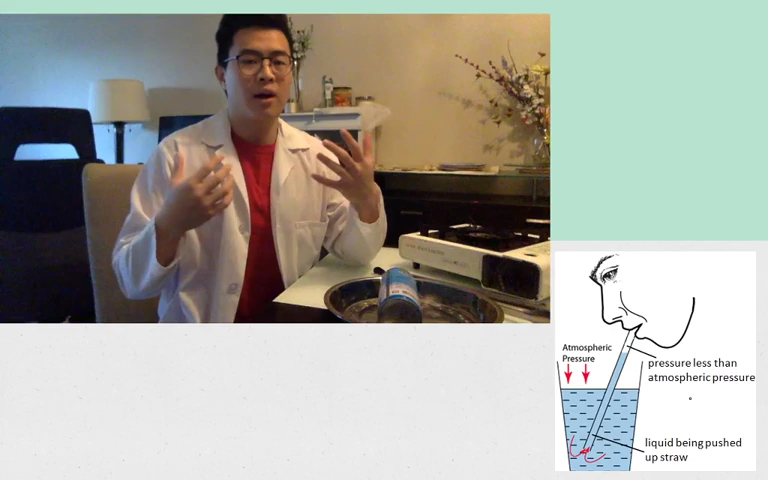 Atmospheric
Pressure
pressure less than
atmospheric pressure
liquid being pushed
up straw